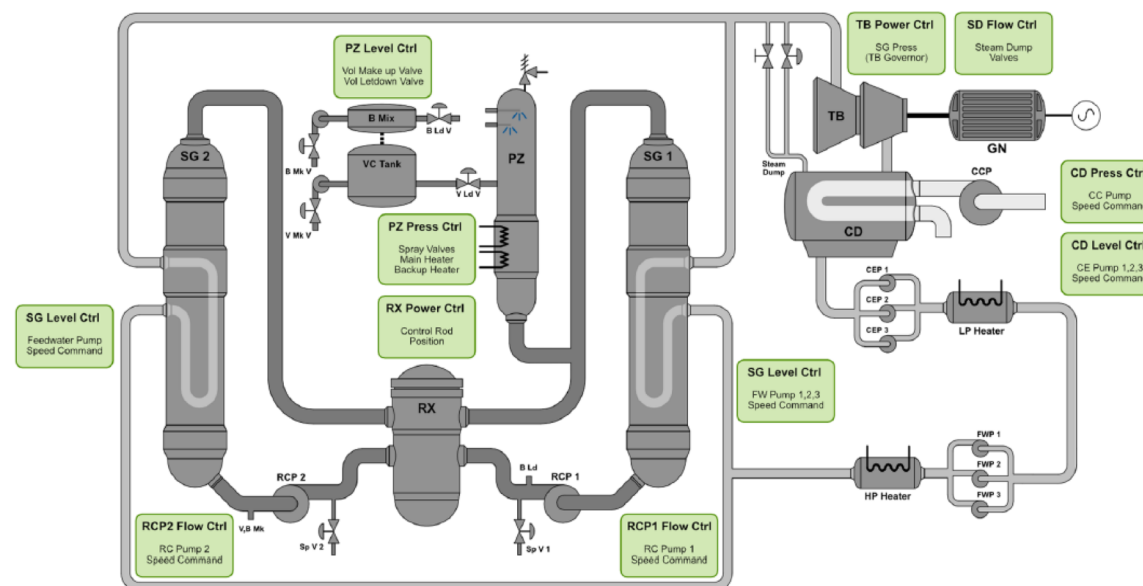 TB Power Ctrl
SG Press
(TB Governor)
SD Flow Ctrl
Steam Dump
Valves
PZ Level Ctrl
Vol Make up Valve
Vol Letdown Valve
B Mix
B Ld V
B Mk V
VC Tank
V Ld V
V Mk V
PZ
SG 2
SG 1
TB
GN
Steam
Dump
CCP
CD
CD Press Ctrl
CC Pump
Speed Command
CD Level Ctrl
CE Pump 1,2,3
Speed Command
PZ Press Ctrl
Spray Valves
Main Heater
Backup Heater
CEP 1
CEP 2
CEP 3
LP Heater
SG Level Ctrl
Feedwater Pump
Speed Command
RX Power Ctrl
Control Rod
Position
RX
SG Level Ctrl
FW Pump 1,2,3
Speed Command
FWP 1
FWP 2
FWP 3
HP Heater
RCP 2
B Ld
RCP 1
V,B Mk
Sp V 2
Sp V 1
RCP2 Flow Ctrl
RC Pump 2
Speed Command
RCP1 Flow Ctrl
RC Pump 1
Speed Command